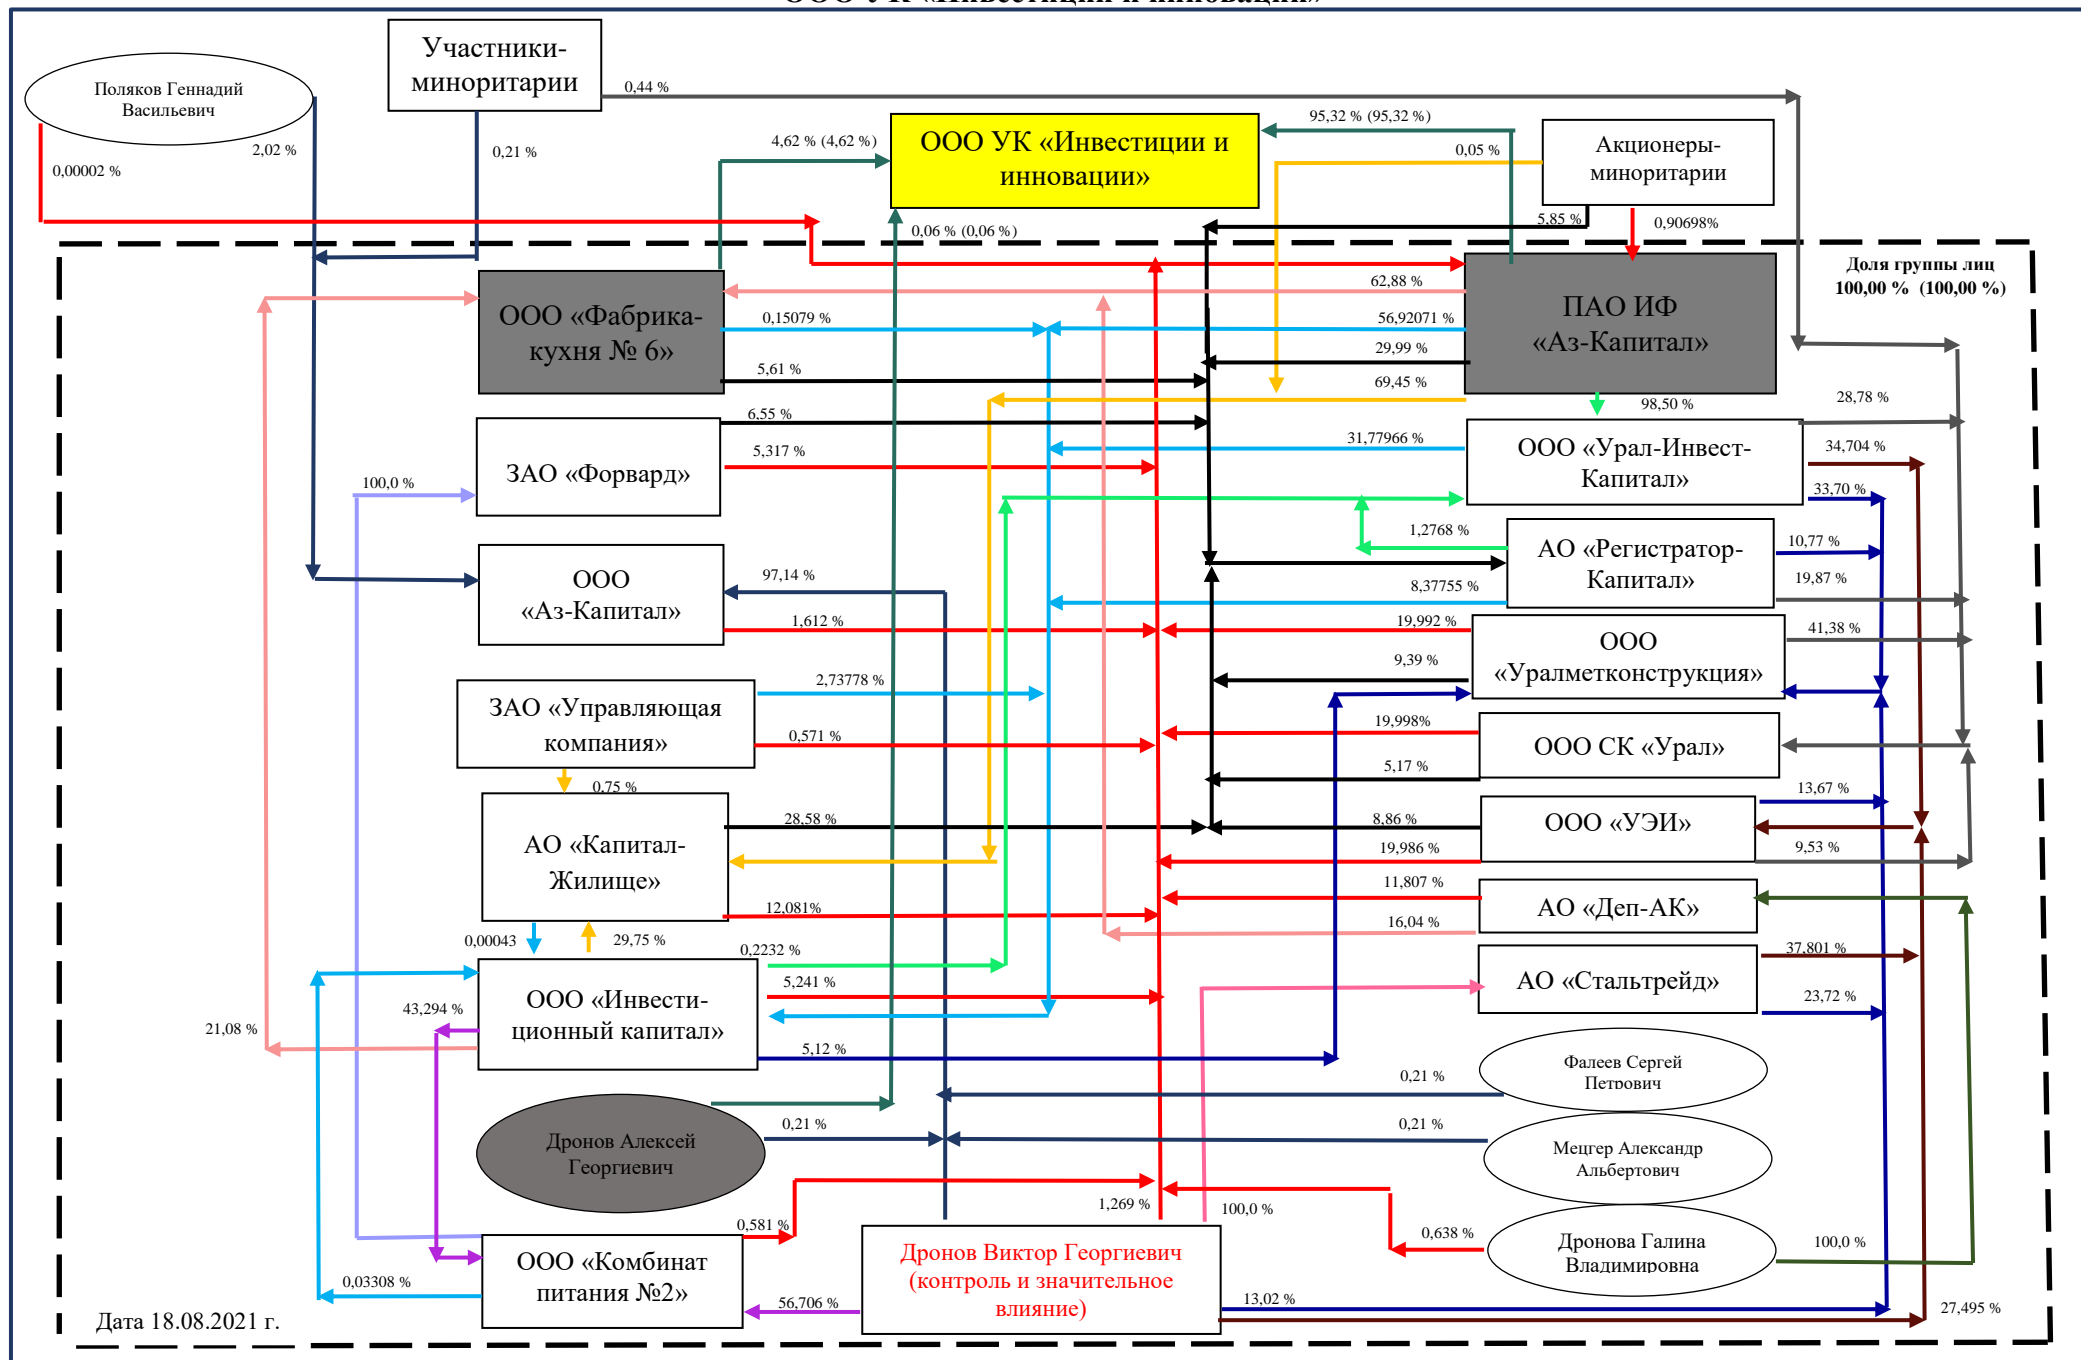 ООО УК «Инвестиции и инновации»
Участники-
миноритарии
Поляков Геннадий
Васильевич
0,44 %
95,32 % (95,32 %)
4,62 % (4,62 %)
ООО УК «Инвестиции и
инновации»
Акционеры-
миноритарии
2,02 %
0,21 %
0,05 %
0,00002 %
5,85 %
0,90698%
0,06 % (0,06 %)
Доля группы лиц
100,00 % (100,00 %)
62,88 %
ООО «Фабрика-
кухня № 6»
ПАО ИФ
«Аз-Капитал»
0,15079 %
56,92071 %
29,99 %
5,61 %
69,45 %
98,50 %
28,78 %
6,55 %
31,77966 %
34,704 %
5,317 %
ЗАО «Форвард»
ООО «Урал-Инвест-
Капитал»
100,0 %
33,70 %
1,2768 %
АО «Регистратор-
Капитал»
10,77 %
ООО
«Аз-Капитал»
97,14 %
8,37755 %
19,87 %
1,612 %
19,992 %
41,38 %
ООО
«Уралметконструкция»
9,39 %
2,73778 %
ЗАО «Управляющая
компания»
0,571 %
19,998%
ООО СК «Урал»
5,17 %
0,75 %
13,67 %
28,58 %
8,86 %
ООО «УЭИ»
АО «Капитал-
Жилище»
19,986 %
9,53 %
11,807 %
АО «Деп-АК»
12,081%
16,04 %
0,00043
29,75 %
0,2232 %
37,801 %
5,241 %
ООО «Инвести-
ционный капитал»
АО «Стальтрейд»
43,294 %
23,72 %
21,08 %
5,12 %
Фалеев Сергей
Петрович
0,21 %
Дронов Алексей
Георгиевич
0,21 %
0,21 %
Мецгер Александр
Альбертович
1,269 %
100,0 %
0,581 %
0,638 %
Дронова Галина
Владимировна
100,0 %
ООО «Комбинат
питания №2»
Дронов Виктор Георгиевич
(контроль и значительное
влияние)
0,03308 %
56,706 %
13,02 %
27,495 %
Дата 18.08.2021 г.